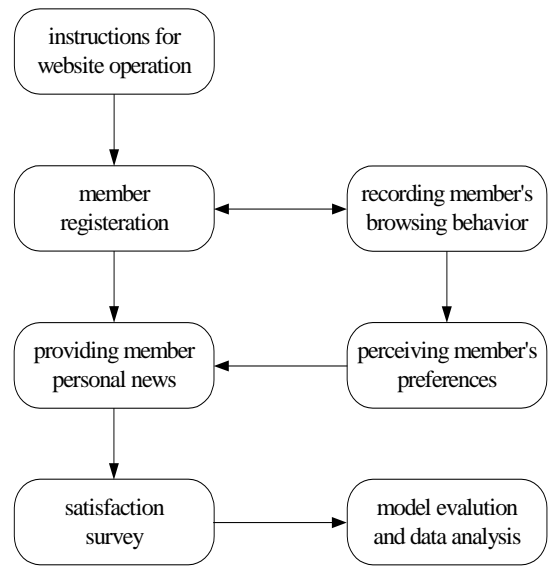 instructions for
website operation
member
registeration
recording member's
browsing behavior
providing member
personal news
perceiving member's
preferences
satisfaction
survey
model evalution
and data analysis